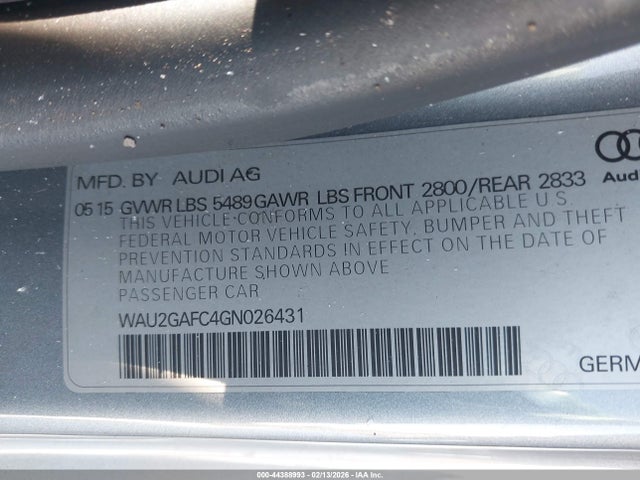 MFD. BY AUDI AG
05 15 GVWR LBS 5489 GAWR LBS FRONT 2800/REAR 2833
THIS VEHICLE CONFORMS TO ALL APPLICABLE U.S.
FEDERAL MOTOR VEHICLE SAFETY, BUMPER AND THEFT
PREVENTION STANDARDS IN EFFECT ON THE DATE OF
MANUFACTURE SHOWN ABOVE
PASSENGER CAR
WAU2GAFC4GN026431
Aud
GERM
000-44388993 - 02/13/2026 - IAA Inc.